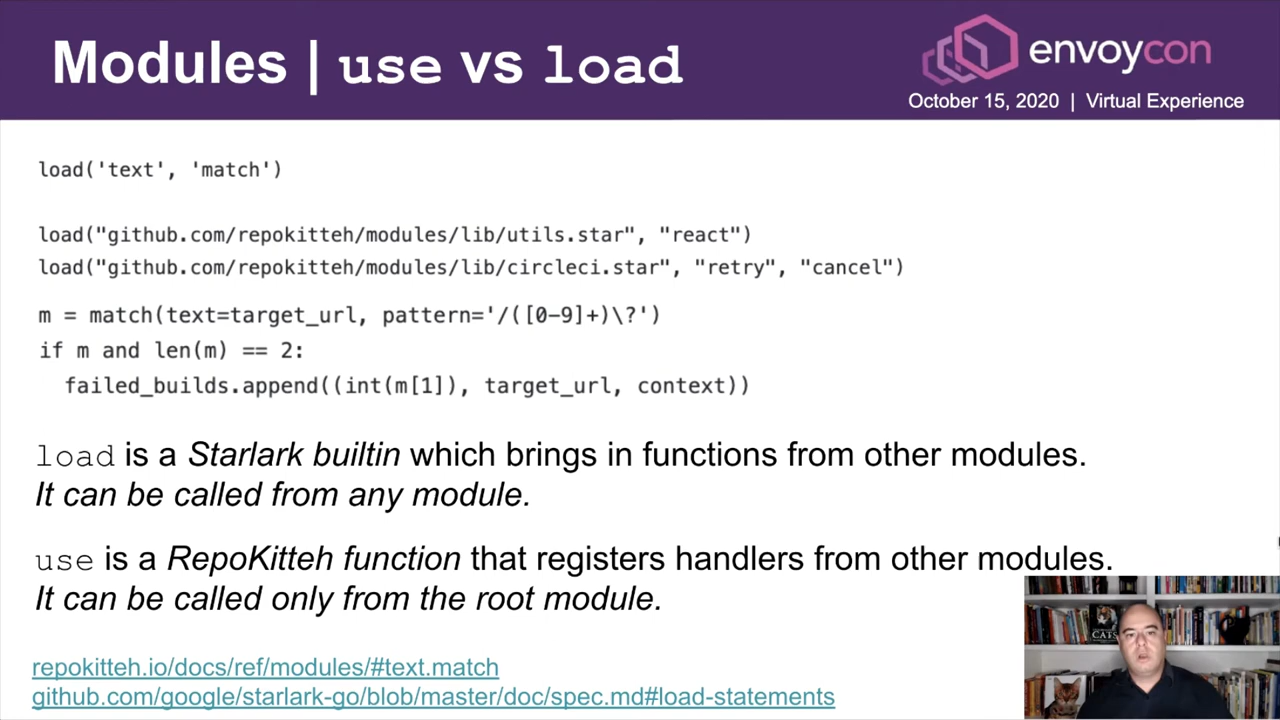 Modules | use vs load
envoycon
October 15, 2020 | Virtual Experience
load('text', 'match')
load("github.com/repokitteh/modules/lib/utils.star", "react")
load("github.com/repokitteh/modules/lib/circleci.star", "retry", "cancel")
m = match(text=target_url, pattern='/([0-9]+)\?')
if m and len(m) == 2:
failed_builds.append((int(m[1]), target_url, context))
load is a Starlark builtin which brings in functions from other modules.
It can be called from any module.
use is a RepoKitteh function that registers handlers from other modules.
It can be called only from the root module.
CATS
repokitteh.io/docs/ref/modules/#text.match
github.com/google/starlark-go/blob/master/doc/spec.md#load-statements